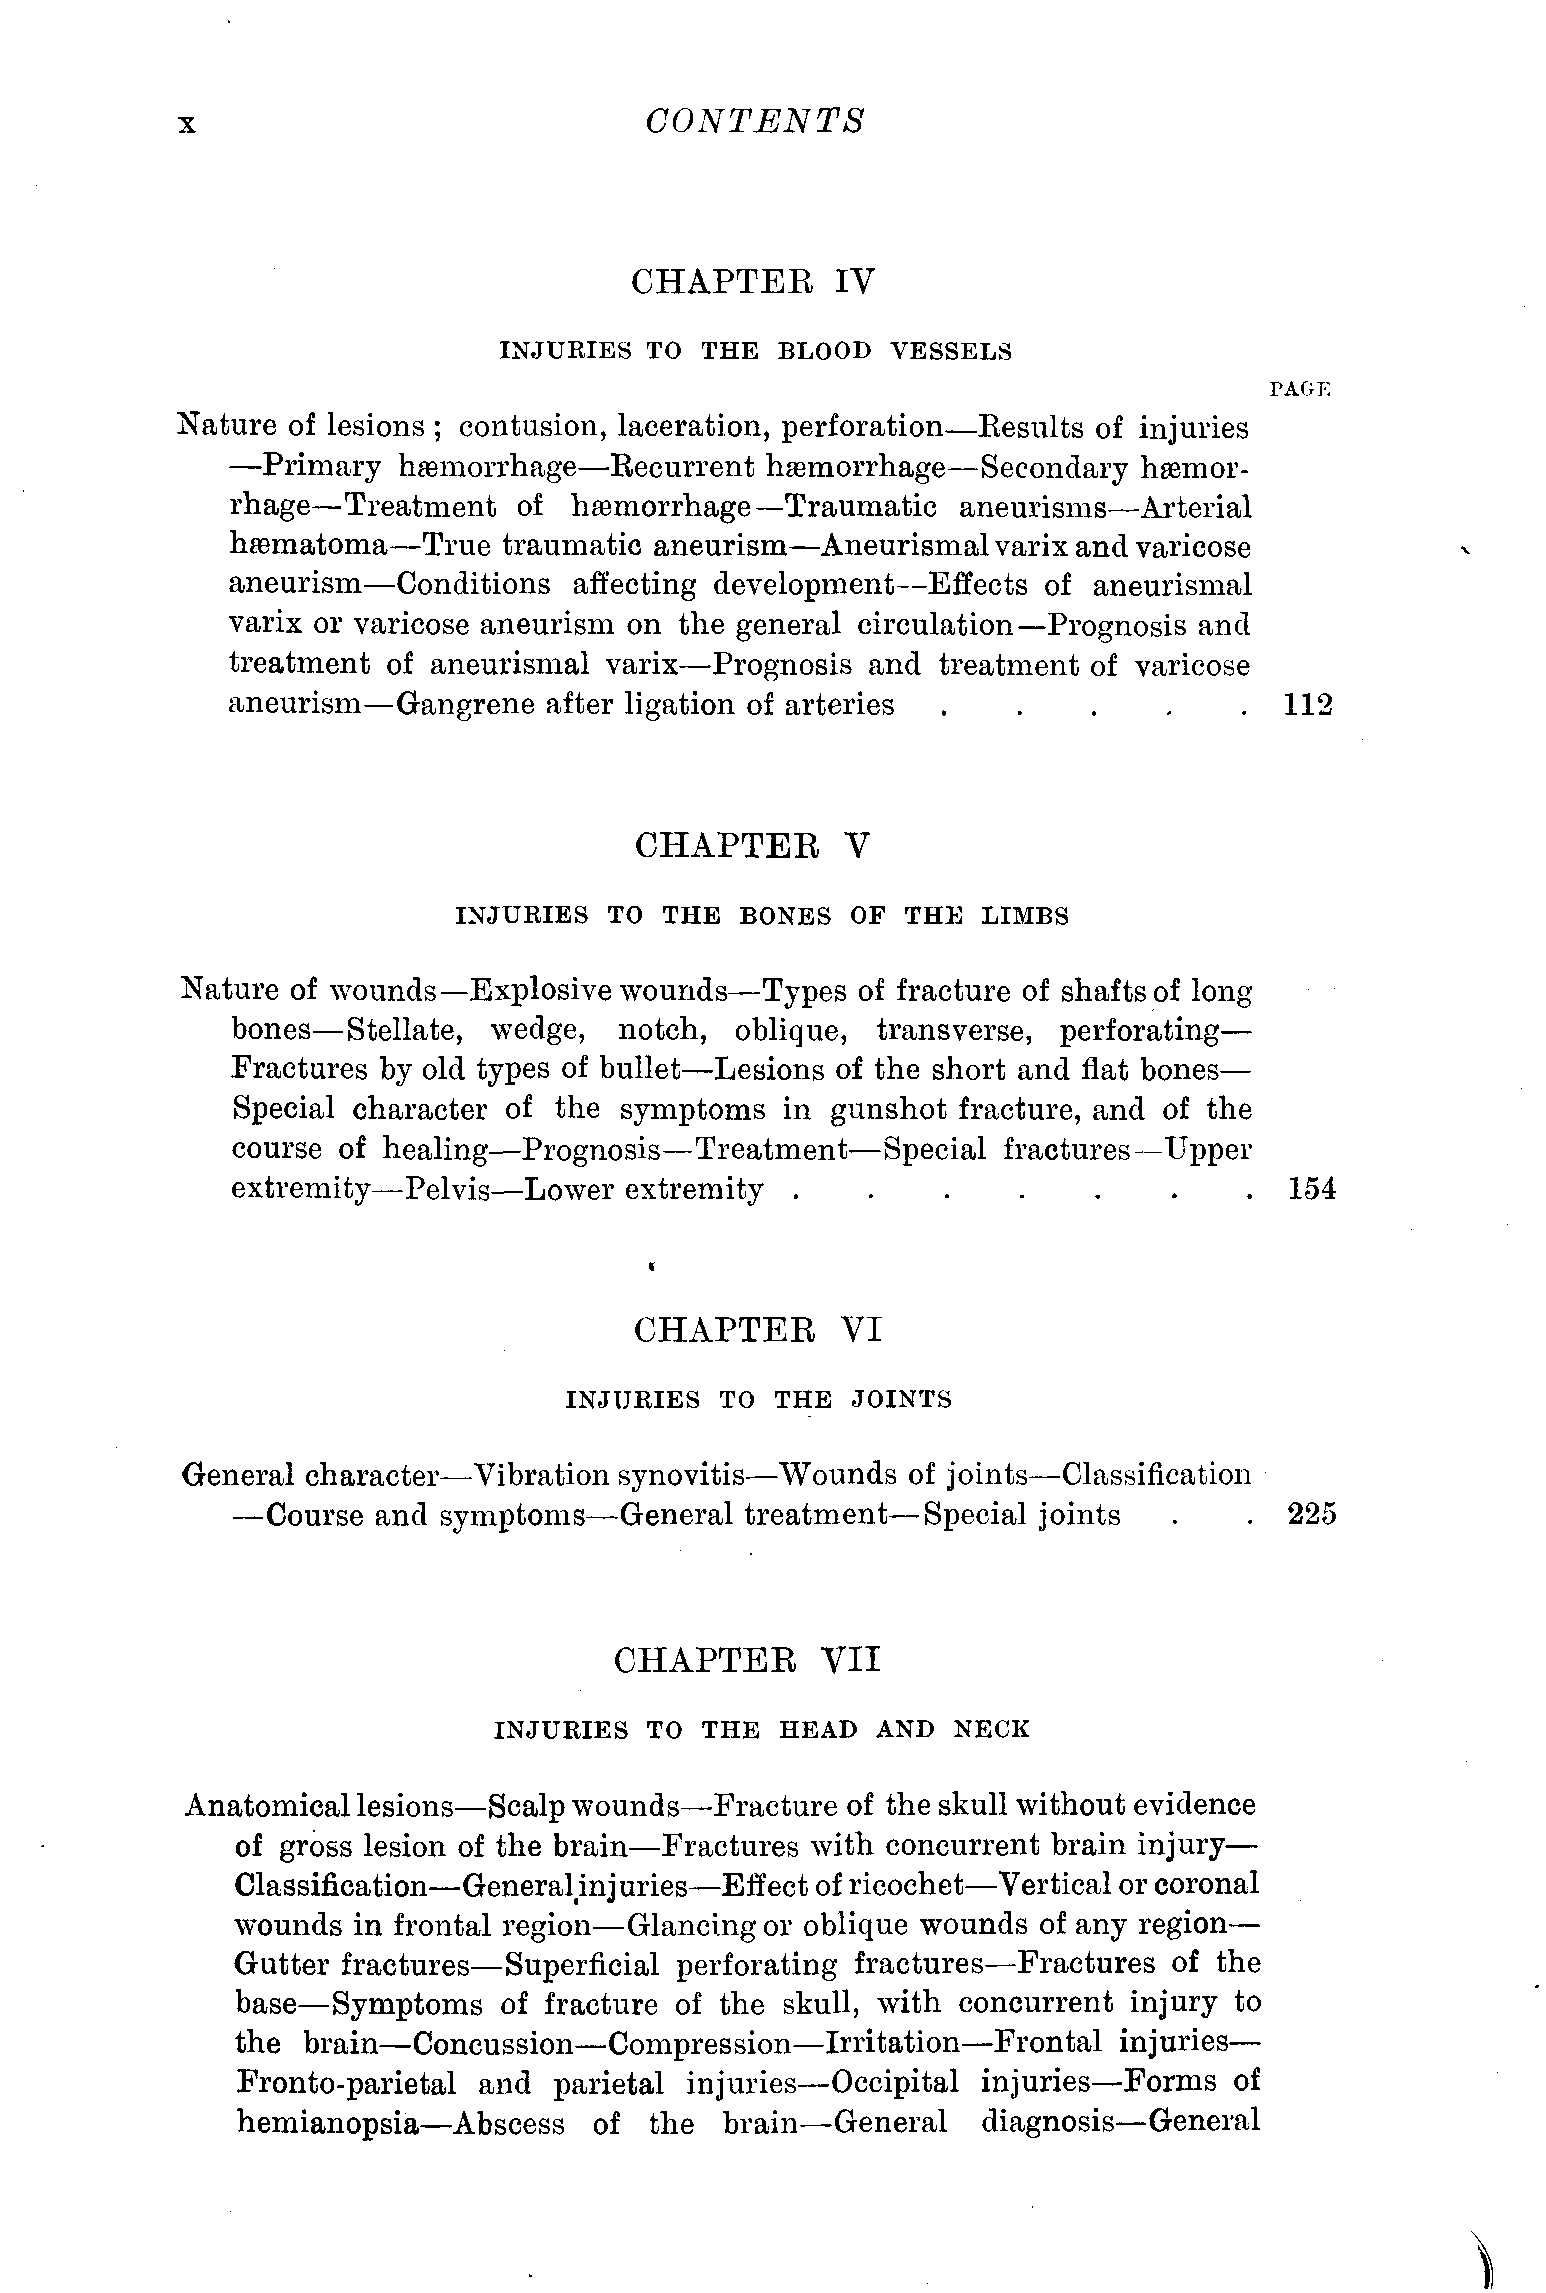 x CONTENTS
CHAPTER IV
INJURIES TO THE BLOOD VESSELS
PAGE
Nature of lesions ; contusion, laceration, perforation—Results of injuries
—Primary hæmorrhage—Recurrent hæmorrhage—Secondary hæmor-
rhage—Treatment of hæmorrhage—Traumatic aneurisms—Arterial
hæmatoma—True traumatic aneurism—Aneurismal varix and varicose
aneurism—Conditions affecting development—Effects of aneurismal
varix or varicose aneurism on the general circulation—Prognosis and
treatment of aneurismal varix—Prognosis and treatment of varicose
aneurism—Gangrene after ligation of arteries . . . . . 112
CHAPTER V
INJURIES TO THE BONES OF THE LIMBS
Nature of wounds—Explosive wounds—Types of fracture of shafts of long
bones—Stellate, wedge, notch, oblique, transverse, perforating—
Fractures by old types of bullet—Lesions of the short and flat bones—
Special character of the symptoms in gunshot fracture, and of the
course of healing—Prognosis—Treatment—Special fractures—Upper
extremity—Pelvis—Lower extremity . . . . . . . 154
CHAPTER VI
INJURIES TO THE JOINTS
General character—Vibration synovitis—Wounds of joints—Classification
—Course and symptoms—General treatment—Special joints . . 225
CHAPTER VII
INJURIES TO THE HEAD AND NECK
Anatomical lesions—Scalp wounds—Fracture of the skull without evidence
of gross lesion of the brain—Fractures with concurrent brain injury—
Classification—General injuries—Effect of ricochet—Vertical or coronal
wounds in frontal region—Glancing or oblique wounds of any region—
Gutter fractures—Superficial perforating fractures—Fractures of the
base—Symptoms of fracture of the skull, with concurrent injury to
the brain—Concussion—Compression—Irritation—Frontal injuries—
Fronto-parietal and parietal injuries—Occipital injuries—Forms of
hemianopsia—Abscess of the brain—General diagnosis—General